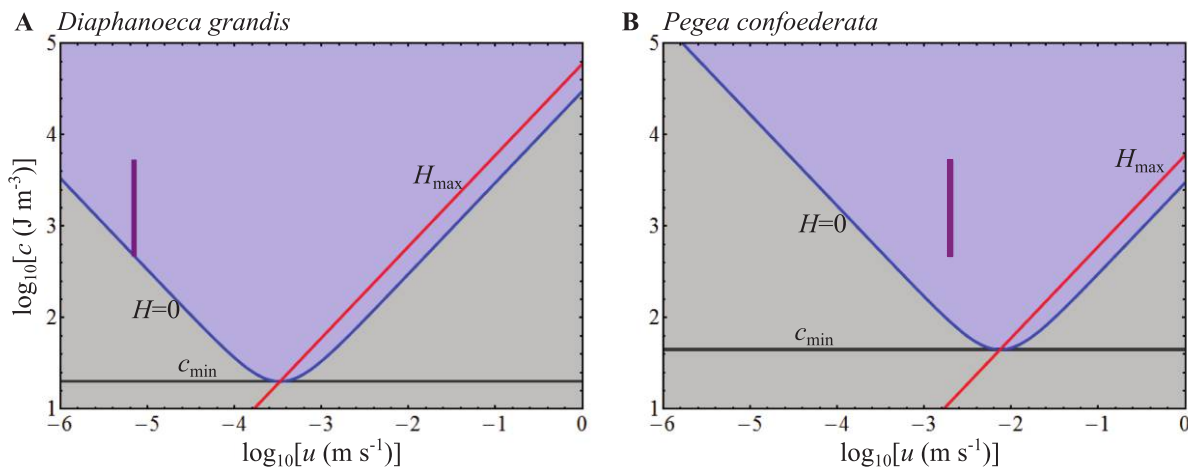 A Diaphanoeca grandis
5
4
3
2
1
−6
−5
−4
−3
−2
−1
0
log10[c (J m-3)]
log10[u (m s-1)]
Hmax
H=0
cmin
B Pegea confoederata
5
4
3
2
1
−6
−5
−4
−3
−2
−1
0
log10[u (m s-1)]
Hmax
H=0
cmin